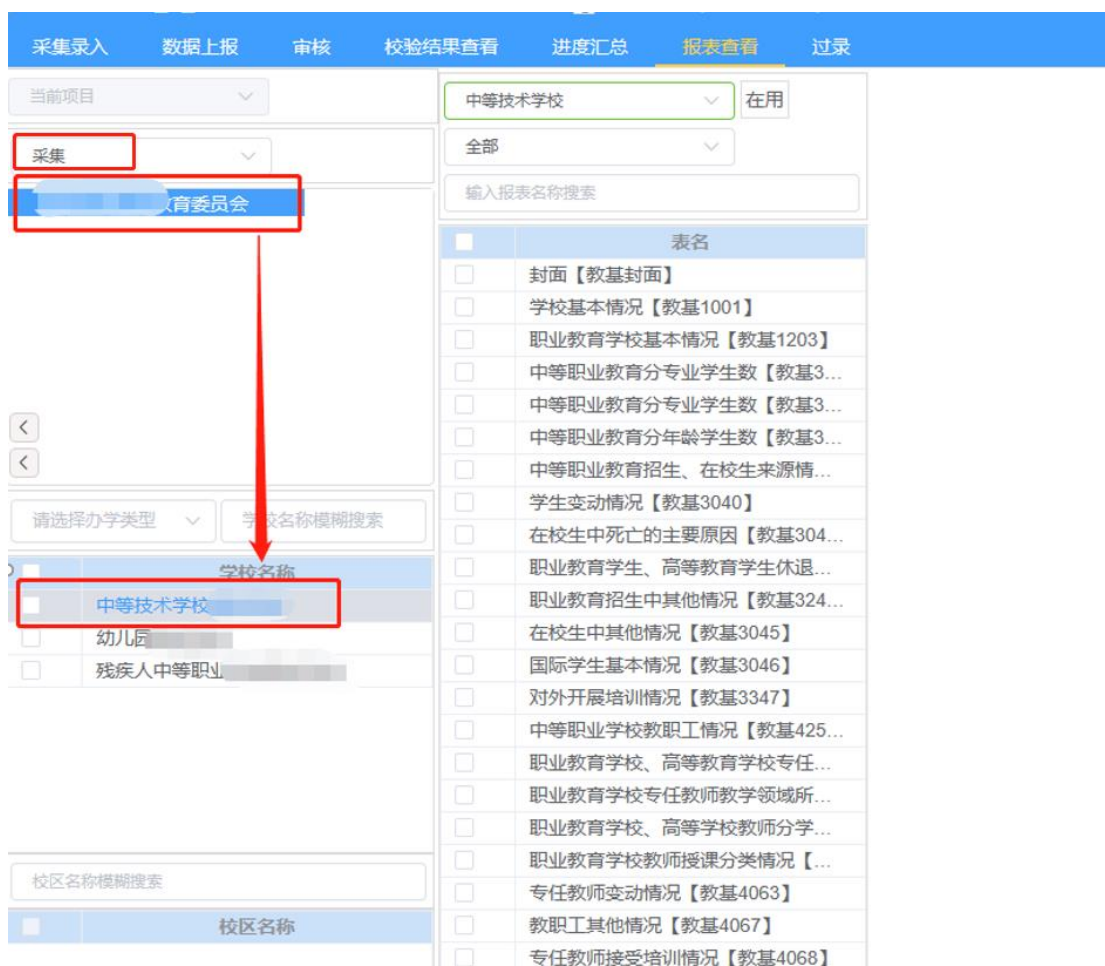 采集录入 数据上报 审核 校验结果查看 进度汇总 报表查看 过录
当前项目
采集
育委员会
请选择办学类型
学校名称模糊搜索
学校名称
中等技术学校
幼儿园
残疾人中等职业
校区名称模糊搜索
校区名称
中等技术学校 在用
全部
输入报表名称搜索
表名
封面【教基封面】
学校基本情况【教基1001】
职业教育学校基本情况【教基1203】
中等职业教育分专业学生数【教基3...
中等职业教育分专业学生数【教基3...
中等职业教育分年龄学生数【教基3...
中等职业教育招生、在校生来源情...
学生变动情况【教基3040】
在校生中死亡的主要原因【教基304...
职业教育学生、高等教育学生休退...
职业教育招生中其他情况【教基324...
在校生中其他情况【教基3045】
国际学生基本情况【教基3046】
对外开展培训情况【教基3347】
中等职业学校教职工情况【教基425...
职业教育学校、高等教育学校专任...
职业教育学校专任教师教学领域所...
职业教育学校、高等学校教师分学...
职业教育学校教师授课分类情况【...
专任教师变动情况【教基4063】
教职工其他情况【教基4067】
专任教师接受培训情况【教基4068】